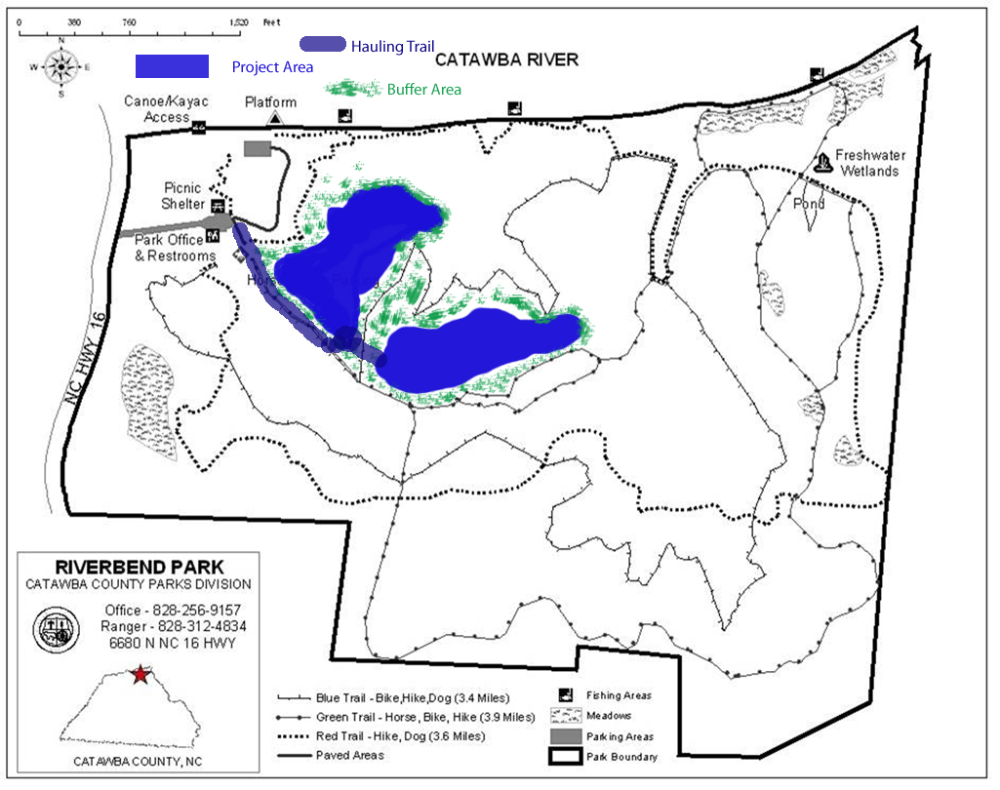 0 380 760 1,520 Feet
N
W E
S
Hauling Trail
Project Area
CATAWBA RIVER
Buffer Area
Canoe/Kayac
Access
Platform
Freshwater
Wetlands
Pond
Picnic
Shelter
Park Office
& Restrooms
NC HWY 16
RIVERBEND PARK
CATAWBA COUNTY PARKS DIVISION
Office - 828-256-9157
Ranger - 828-312-4834
6680 N NC 16 HWY
CATAWBA COUNTY, NC
Blue Trail - Bike,Hike,Dog (3.4 Miles)
Green Trail - Horse, Bike, Hike (3.9 Miles)
Red Trail - Hike, Dog (3.6 Miles)
Paved Areas
Fishing Areas
Meadows
Parking Areas
Park Boundary